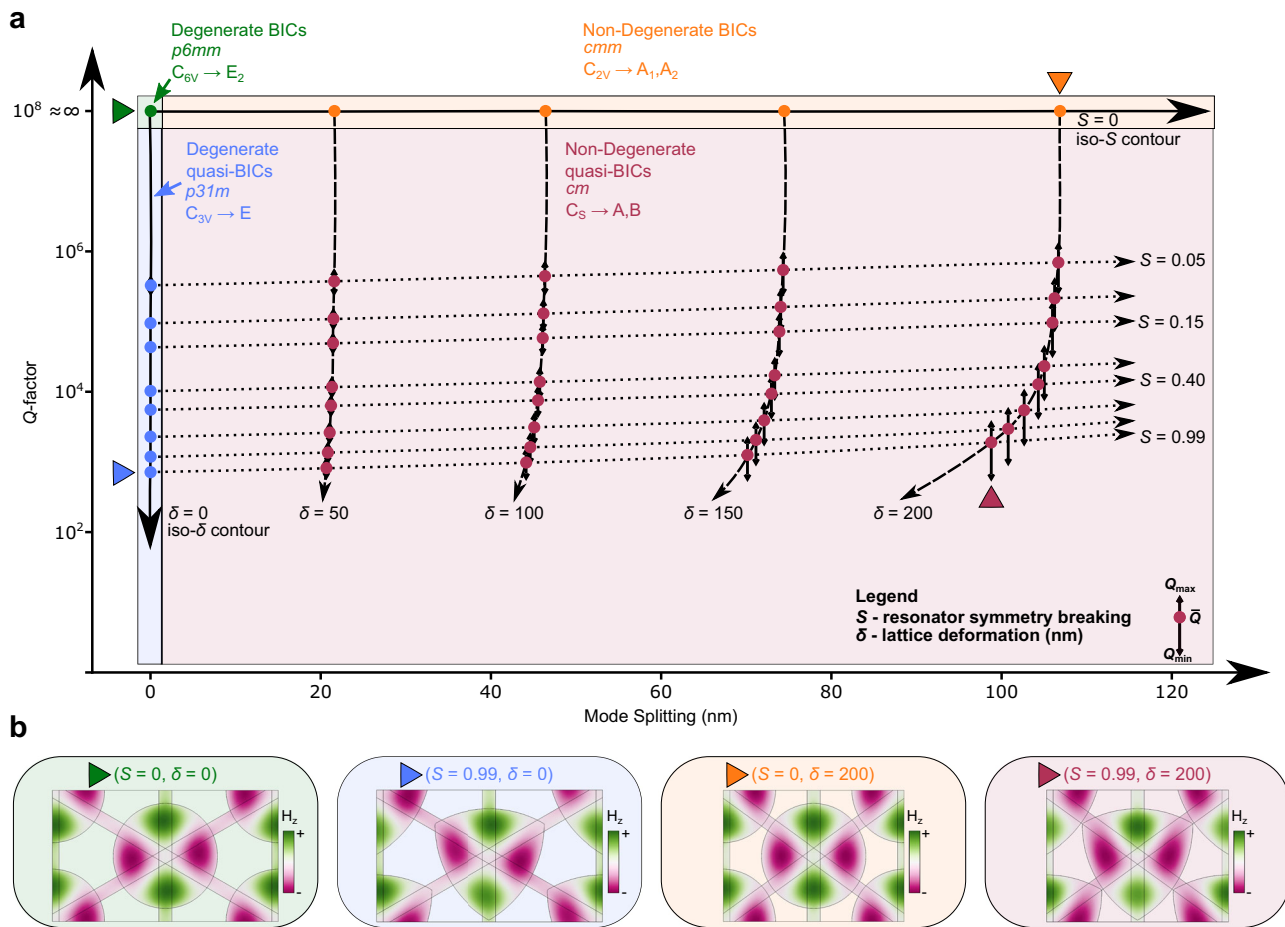 a
Degenerate BICs
p6mm
C6V → E2
Non-Degenerate BICs
cmm
C2V → A1,A2
10^8 ≈∞
S = 0
iso-S contour
Degenerate
quasi-BICs
p31m
C3V → E
Non-Degenerate
quasi-BICs
cm
CS → A,B
10^6
S = 0.05
S = 0.15
10^4
S = 0.40
S = 0.99
Q-factor
δ = 0
iso-δ contour
δ = 50
δ = 100
δ = 150
δ = 200
10^2
Legend
S - resonator symmetry breaking
δ - lattice deformation (nm)
Qmax
Q̄
Qmin
0 20 40 60 80 100 120
Mode Splitting (nm)
b
(S = 0, δ = 0)
Hz
+
-
(S = 0.99, δ = 0)
Hz
+
-
(S = 0, δ = 200)
Hz
+
-
(S = 0.99, δ = 200)
Hz
+
-